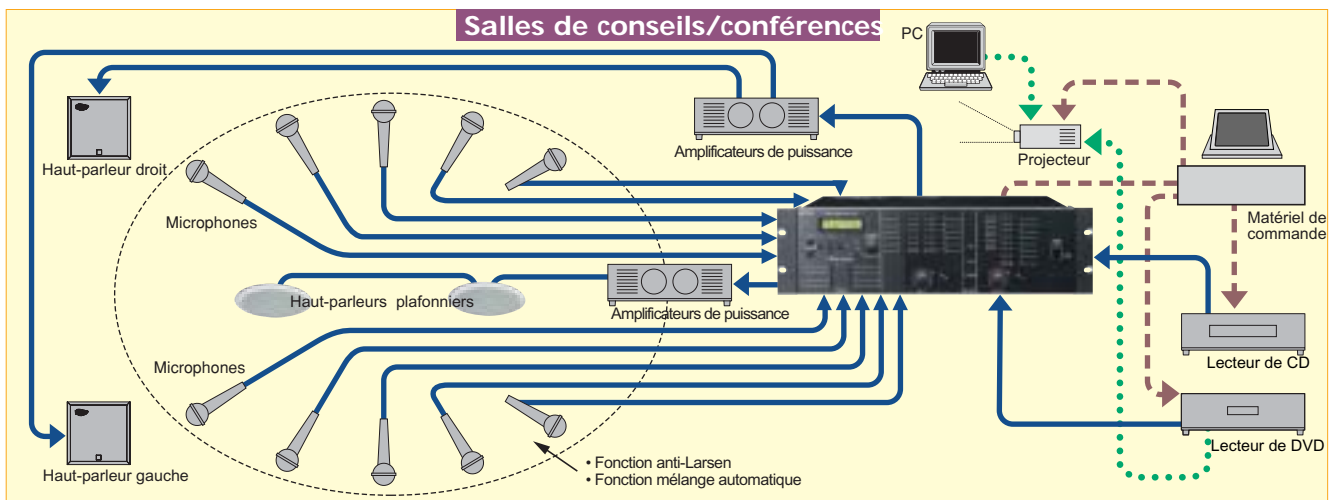 Salles de conseils/conférences
PC
Haut-parleur droit
Microphones
Amplificateurs de puissance
Projecteur
Matériel de
commande
Haut-parleurs plafonniers
Amplificateurs de puissance
Microphones
Lecteur de CD
Haut-parleur gauche
• Fonction anti-Larsen
• Fonction mélange automatique
Lecteur de DVD